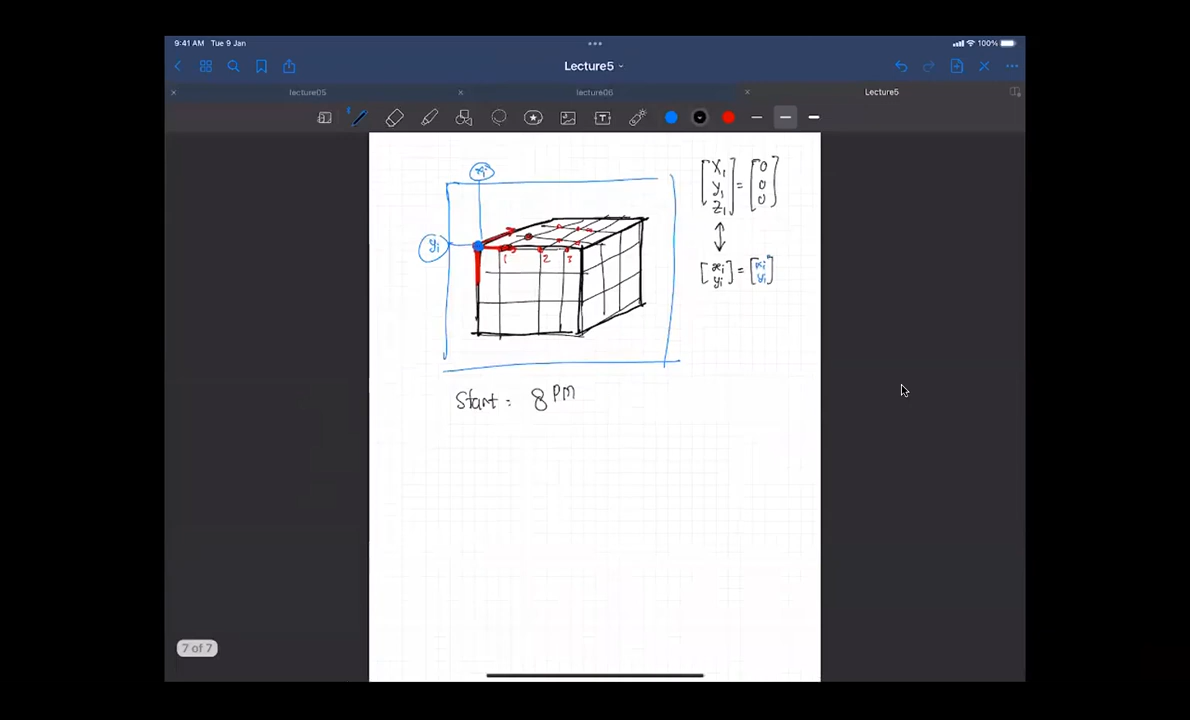 9:41 AM Tue 9 Jan
100%
Lecture5
lecture05
lecture06
Lecture5
xi
yi
1 2 3
[X1 Y1 Z1] = [0 0 0]
[xi yi] = [xi yi]
Start : 8 PM
7 of 7